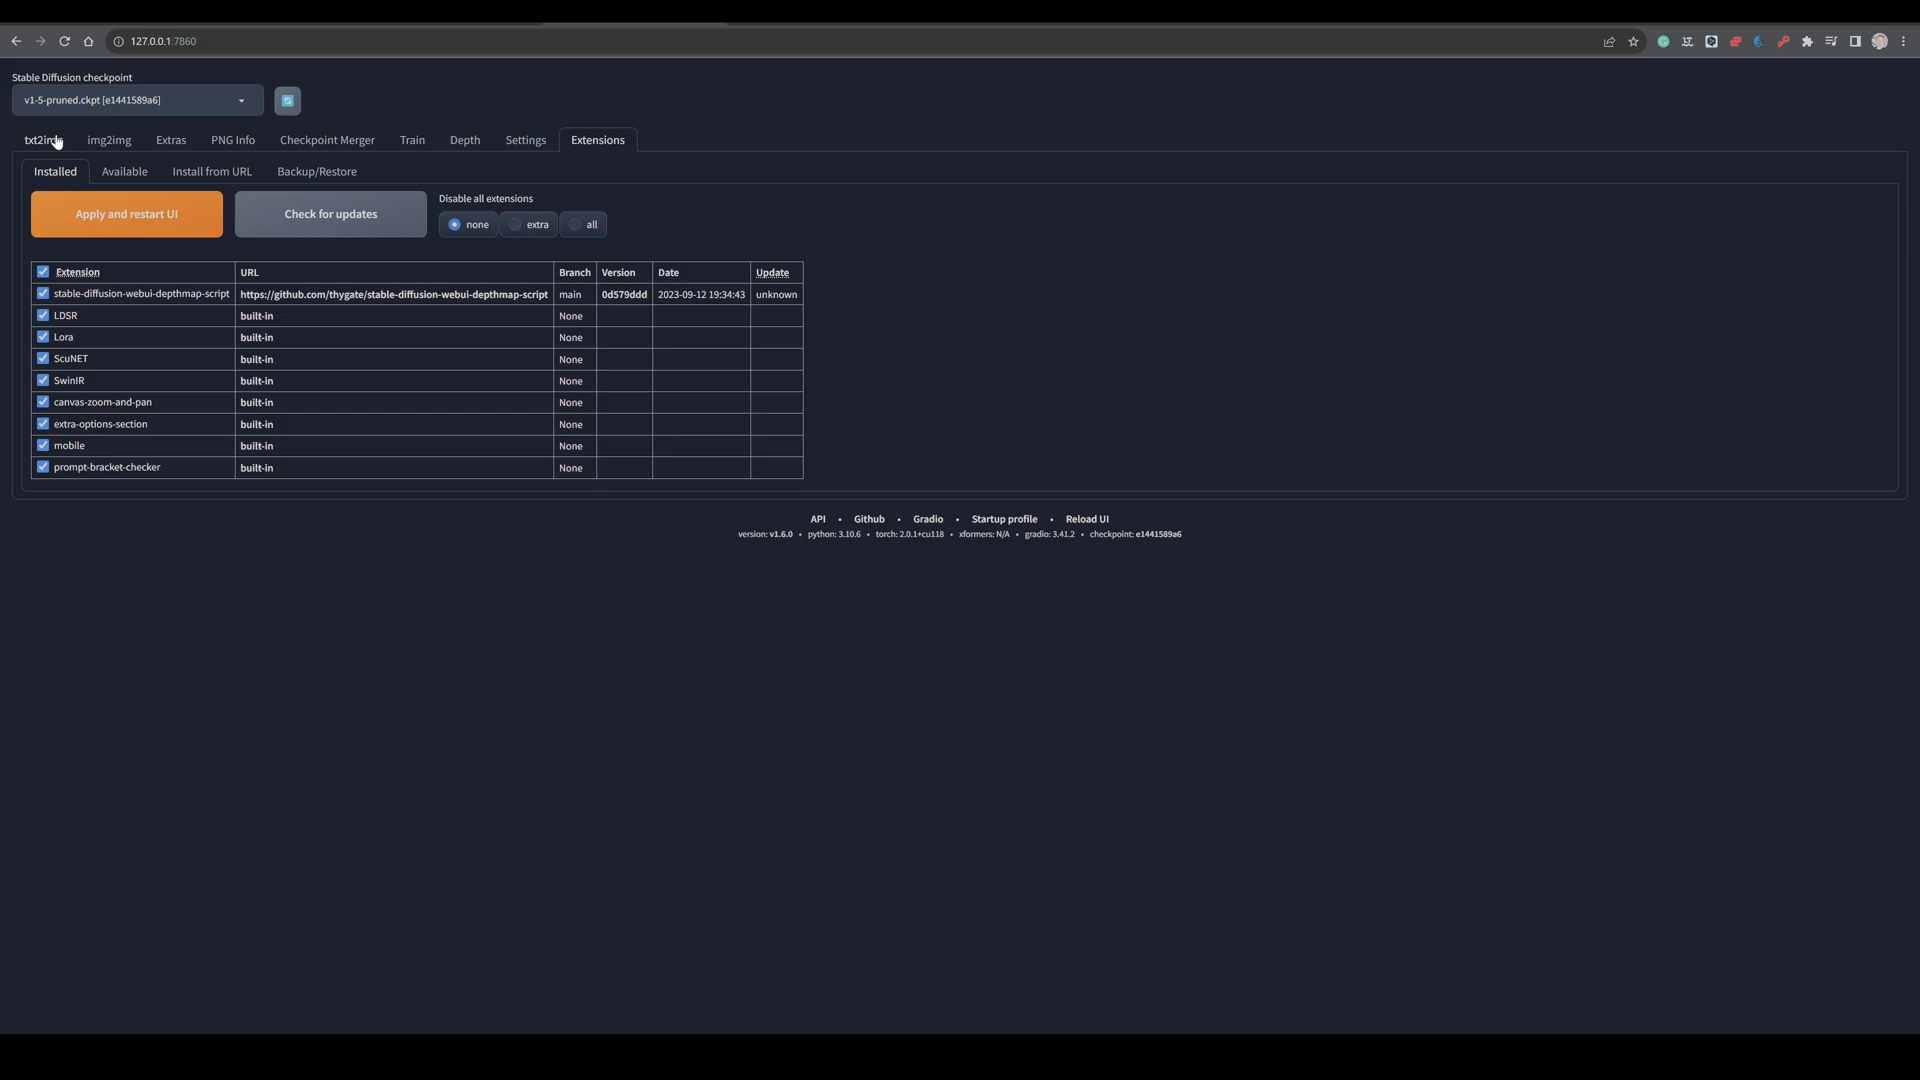 127.0.0.1:7860
Stable Diffusion checkpoint
v1-5-pruned.ckpt [e1441589a6]
img2img Extras PNG Info Checkpoint Merger Train Depth Settings Extensions
Installed Available Install from URL Backup/Restore
Apply and restart UI Check for updates
Disable all extensions
none extra all
Extension URL Branch Version Date Update
stable-diffusion-webui-depthmap-script https://github.com/thygate/stable-diffusion-webui-depthmap-script main 0d579ddd 2023-09-12 19:34:43 unknown
LDSR built-in None
Lora built-in None
ScuNET built-in None
SwinIR built-in None
canvas-zoom-and-pan built-in None
extra-options-section built-in None
mobile built-in None
prompt-bracket-checker built-in None
API • Github • Gradio • Startup profile • Reload UI
version: v1.6.0 • python: 3.10.6 • torch: 2.0.1+cu118 • xformers: N/A • gradio: 3.41.2 • checkpoint: e1441589a6